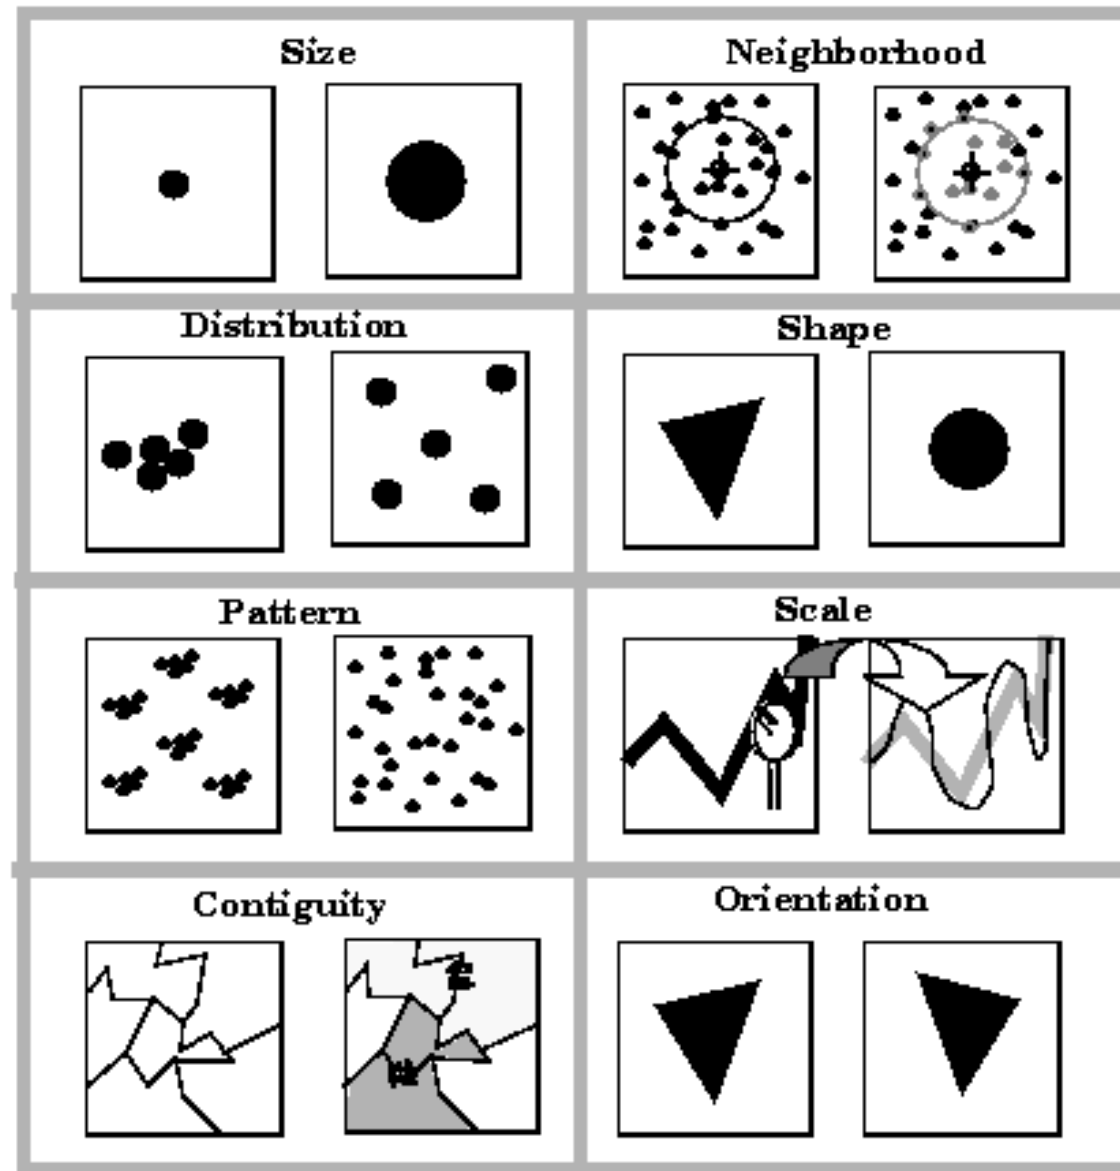 Size
Neighborhood
Distribution
Shape
Pattern
Scale
Contiguity
Orientation